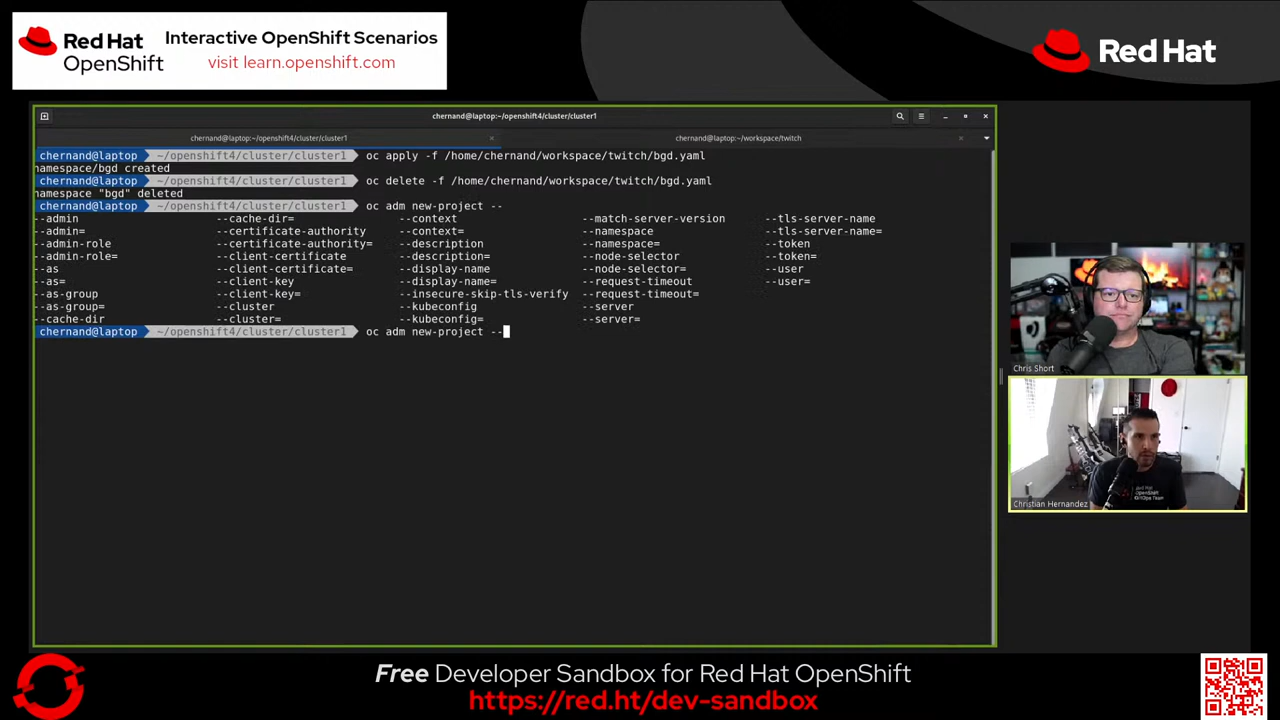 Red Hat
OpenShift
Interactive OpenShift Scenarios
visit learn.openshift.com
Red Hat
chernand@laptop:~/openshift4/cluster/cluster1
chernand@laptop:~/openshift4/cluster/cluster1
chernand@laptop:~/workspace/twitch
chernand@laptop ~/openshift4/cluster/cluster1 oc apply -f /home/chernand/workspace/twitch/bgd.yaml
namespace/bgd created
chernand@laptop ~/openshift4/cluster/cluster1 oc delete -f /home/chernand/workspace/twitch/bgd.yaml
namespace "bgd" deleted
chernand@laptop ~/openshift4/cluster/cluster1 oc adm new-project --
--admin --cache-dir= --context --match-server-version --tls-server-name
--admin= --certificate-authority --context= --namespace --tls-server-name=
--admin-role --certificate-authority= --description --namespace= --token
--admin-role= --client-certificate --description= --node-selector --token=
--as --client-certificate= --display-name --node-selector= --user
--as= --client-key --display-name= --request-timeout --user=
--as-group --client-key= --insecure-skip-tls-verify --request-timeout=
--as-group= --cluster --kubeconfig --server
--cache-dir --cluster= --kubeconfig= --server=
chernand@laptop ~/openshift4/cluster/cluster1 oc adm new-project --
Chris Short
Red Hat
OpenShift
GitOps Team
Christian Hernandez
Free Developer Sandbox for Red Hat OpenShift
https://red.ht/dev-sandbox